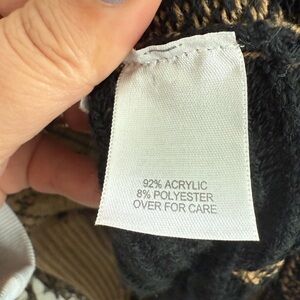 92% ACRYLIC
8% POLYESTER
OVER FOR CARE